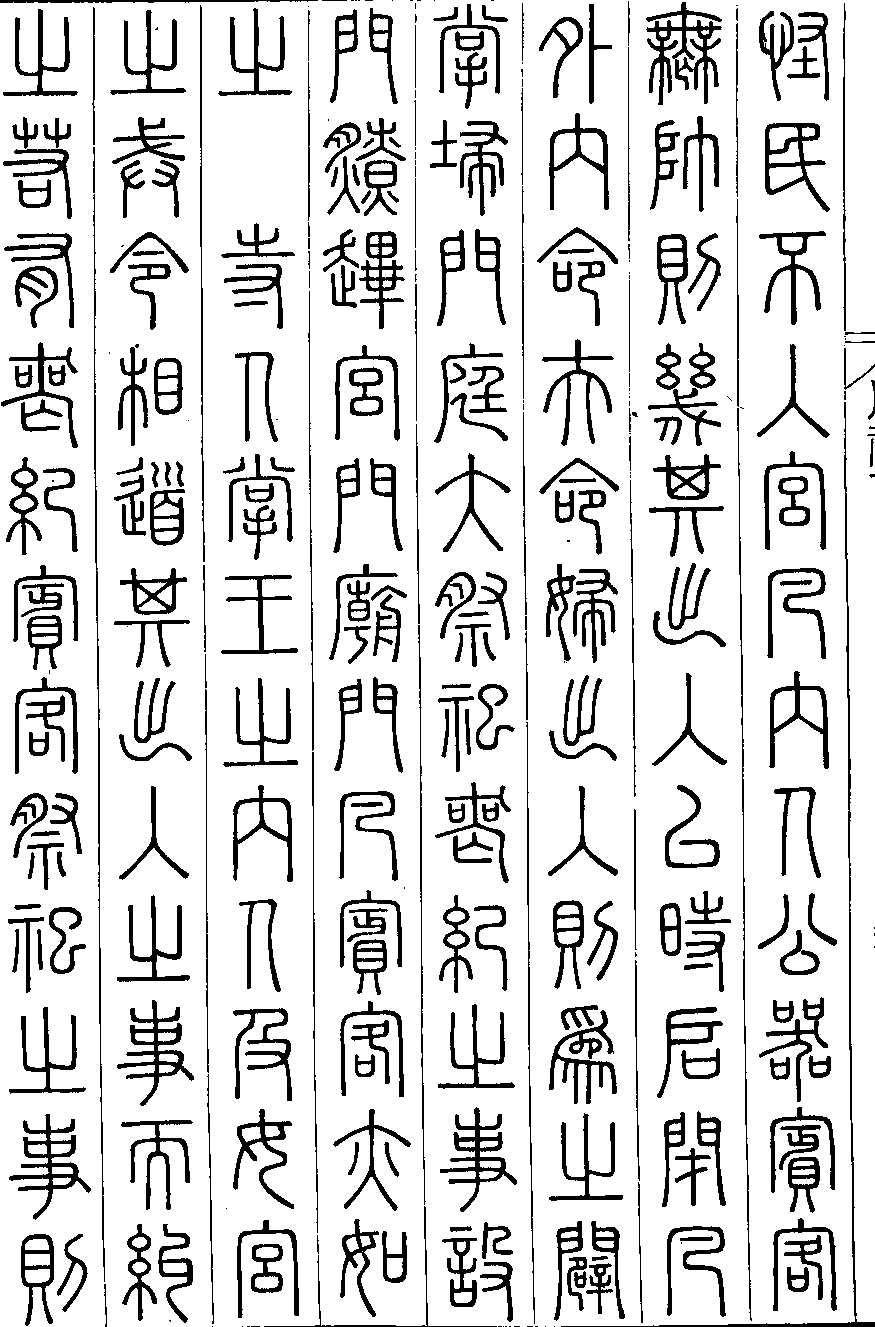 怪民不入宮凡內人公器賓客
無帥則幾其出入以時启閉凡
外內命夫命婦出入則為之闢
掌埽門庭大祭祀喪紀之事設
門燎蹕宮門廟門凡賓客亦如
之　寺人掌王之內人及女宮
之戒令相道其出入之事而糾
之若有喪紀賓客祭祀之事則